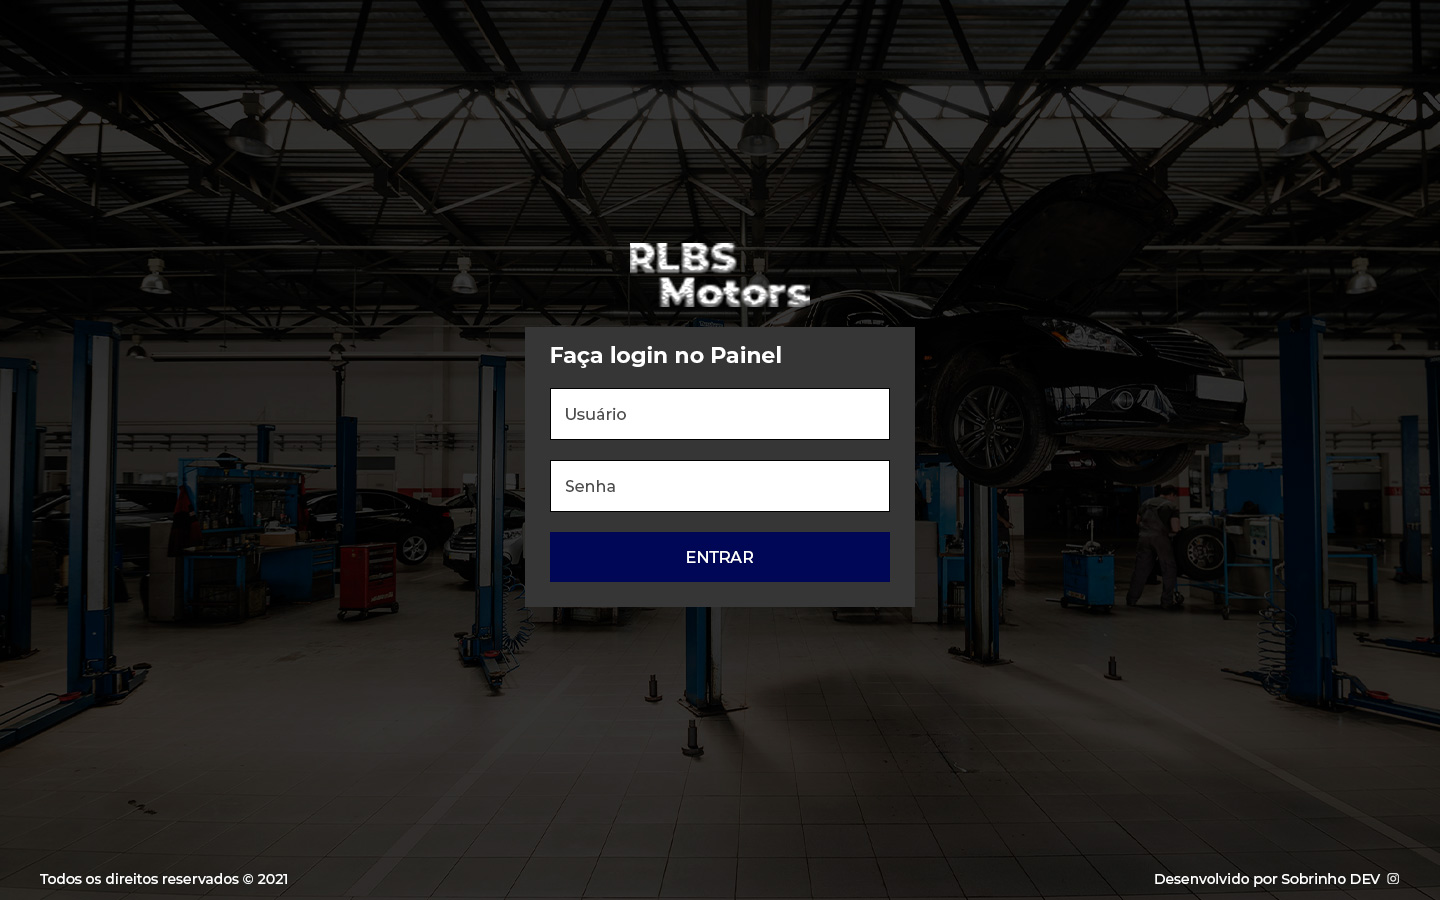 RLBS
Motors
Faça login no Painel
Usuário
Senha
ENTRAR
Todos os direitos reservados © 2021
Desenvolvido por Sobrinho DEV